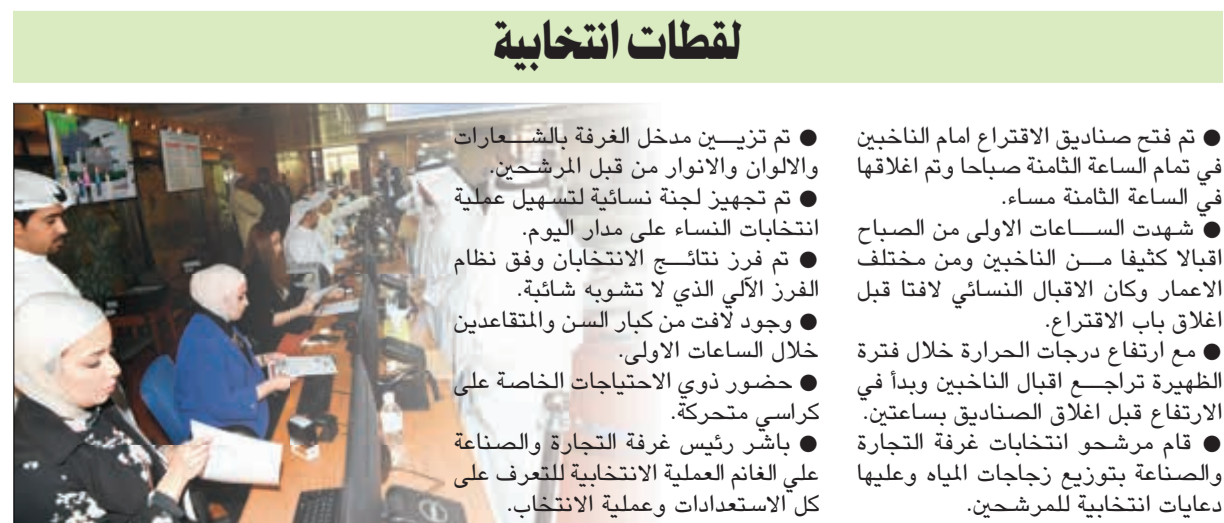 لقطات انتخابية
● تم فتح صناديق الاقتراع امام الناخبين
في تمام الساعة الثامنة صباحا وتم اغلاقها
في الساعة الثامنة مساء.
● شهدت الساعات الاولى من الصباح
اقبالا كثيفا من الناخبين ومن مختلف
الاعمار وكان الاقبال النسائي لافتا قبل
اغلاق باب الاقتراع.
● مع ارتفاع درجات الحرارة خلال فترة
الظهيرة تراجع اقبال الناخبين وبدأ في
الارتفاع قبل اغلاق الصناديق بساعتين.
● قام مرشحو انتخابات غرفة التجارة
والصناعة بتوزيع زجاجات المياه وعليها
دعايات انتخابية للمرشحين.
● تم تزيين مدخل الغرفة بالشعارات
والالوان والانوار من قبل المرشحين.
● تم تجهيز لجنة نسائية لتسهيل عملية
انتخابات النساء على مدار اليوم.
● تم فرز نتائج الانتخابان وفق نظام
الفرز الآلي الذي لا تشوبه شائبة.
● وجود لافت من كبار السن والمتقاعدين
خلال الساعات الاولى.
● حضور ذوي الاحتياجات الخاصة على
كراسي متحركة.
● باشر رئيس غرفة التجارة والصناعة
علي الغانم العملية الانتخابية للتعرف على
كل الاستعدادات وعملية الانتخاب.